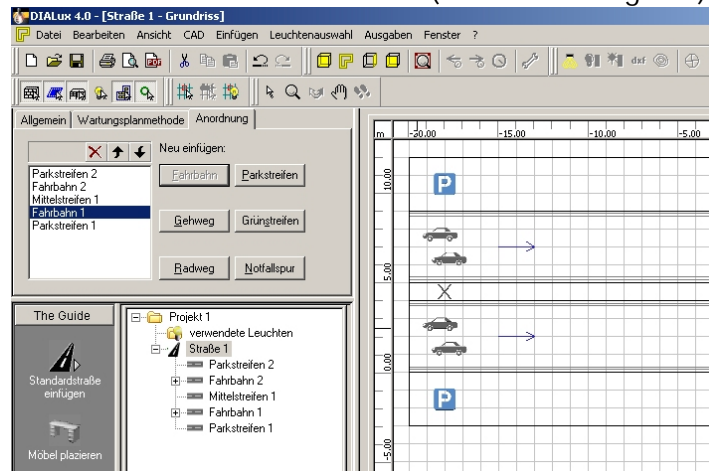 DIALux 4.0 - [Straße 1 - Grundriss]
Datei Bearbeiten Ansicht CAD Einfügen Leuchtenauswahl Ausgaben Fenster ?
dxf
Allgemein Wartungsplanmethode Anordnung
Neu einfügen:
Parkstreifen 2
Fahrbahn 2
Mittelstreifen 1
Fahrbahn 1
Parkstreifen 1
Fahrbahn Parkstreifen
Gehweg Grünstreifen
Radweg Notfallspur
The Guide
Standardstraße
einfügen
Möbel plazieren
Projekt 1
verwendete Leuchten
Straße 1
Parkstreifen 2
Fahrbahn 2
Mittelstreifen 1
Fahrbahn 1
Parkstreifen 1
m -20.00 -15.00 -10.00 -5.00
10.00
P
5.00
0.00
P
-5.00